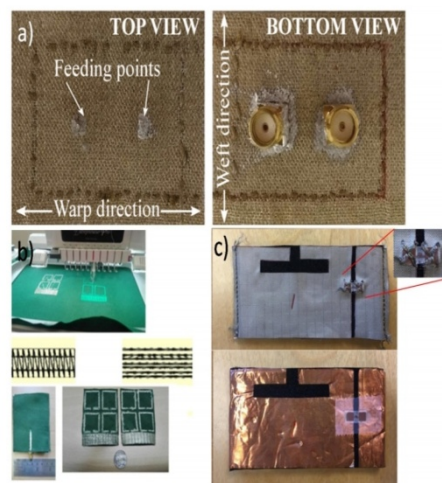 a)
TOP VIEW
BOTTOM VIEW
Feeding points
Weft direction
Warp direction
b)
c)